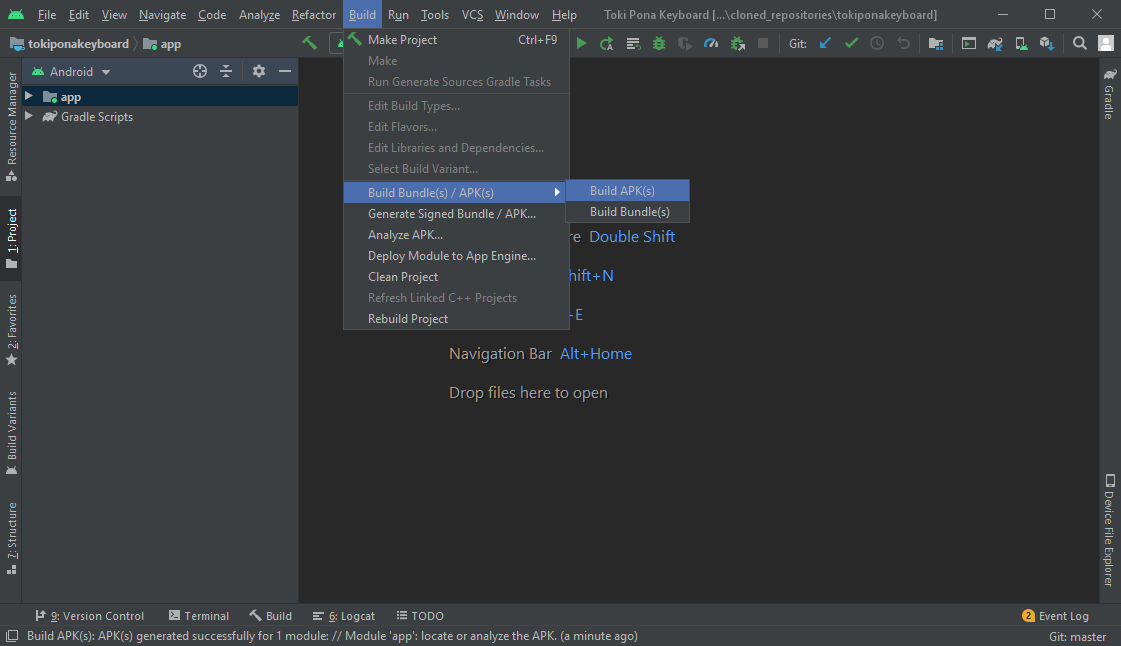 File Edit View Navigate Code Analyze Refactor Build Run Tools VCS Window Help Toki Pona Keyboard [...\cloned_repositories\tokiponakeyboard]
tokiponakeyboard app
Git:
Android
app
Gradle Scripts
Resource Manager
1: Project
2: Favorites
Build Variants
7: Structure
Make Project Ctrl+F9
Make
Run Generate Sources Gradle Tasks
Edit Build Types...
Edit Flavors...
Edit Libraries and Dependencies...
Select Build Variant...
Build Bundle(s) / APK(s)
Generate Signed Bundle / APK...
Analyze APK...
Deploy Module to App Engine...
Clean Project
Refresh Linked C++ Projects
Rebuild Project
Build APK(s)
Build Bundle(s)
re Double Shift
hift+N
+E
Navigation Bar Alt+Home
Drop files here to open
Gradle
Device File Explorer
9: Version Control Terminal Build 6: Logcat TODO 2 Event Log
Build APK(s): APK(s) generated successfully for 1 module: // Module 'app': locate or analyze the APK. (a minute ago)
Git: master